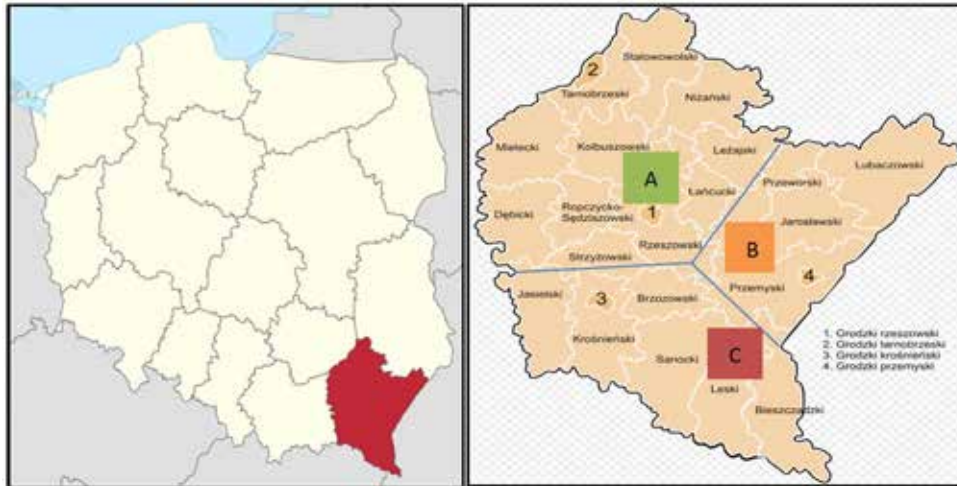 Stalowowolski
2
Tarnobrzeski
Niżański
Mielecki
Kolbuszowski
Leżajski
Lubaczowski
A
Łańcucki
Przeworski
Dębicki
Ropczycko-
Sędziszowski
1
Jarosławski
Rzeszowski
B
Strzyżowski
4
Jasielski
3
Brzozowski
Przemyski
Krośnieński
C
Sanocki
Leski
Bieszczadzki
1. Grodzki rzeszowski
2. Grodzki tarnobrzeski
3. Grodzki krośnieński
4. Grodzki przemyski